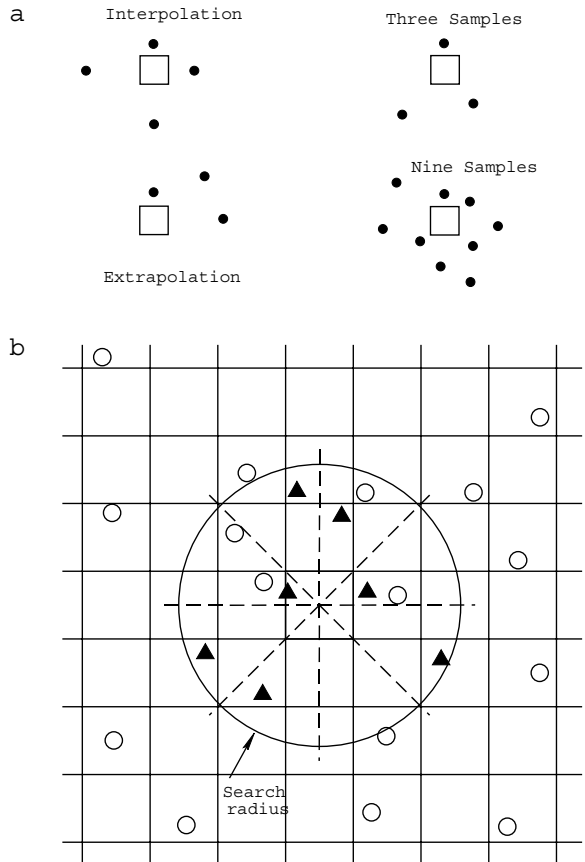 a
Interpolation
Three Samples
Nine Samples
Extrapolation
b
Search
radius